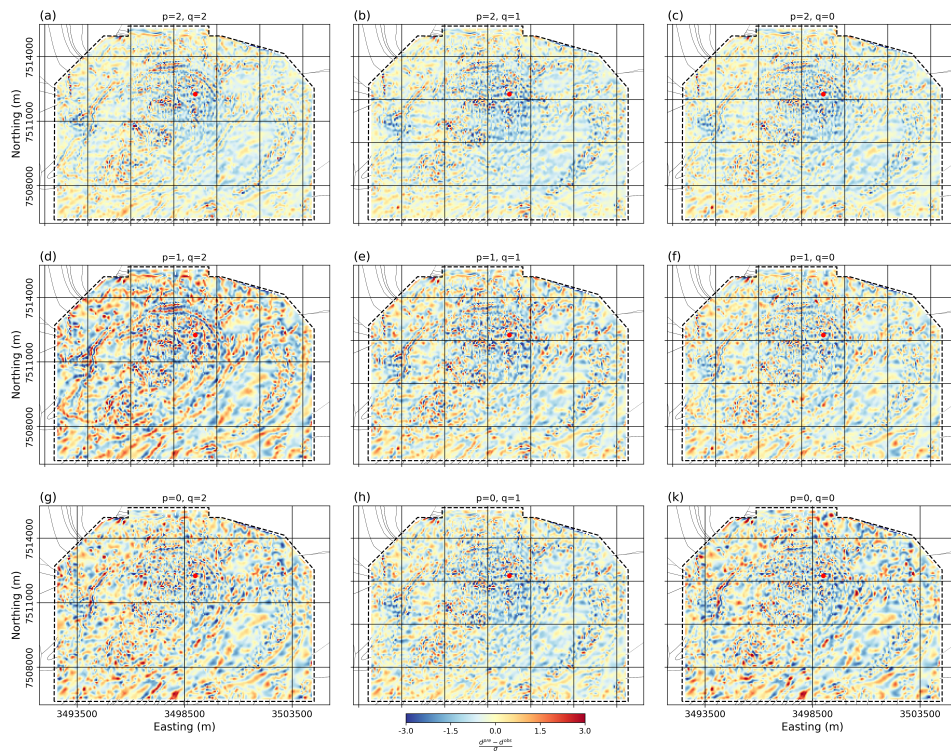 (a) p=2, q=2
(b) p=2, q=1
(c) p=2, q=0
Northing (m)
7514000
7511000
7508000
(d) p=1, q=2
(e) p=1, q=1
(f) p=1, q=0
Northing (m)
7514000
7511000
7508000
(g) p=0, q=2
(h) p=0, q=1
(k) p=0, q=0
Northing (m)
7514000
7511000
7508000
3493500 3498500 3503500
Easting (m)
-3.0 -1.5 0.0 1.5 3.0
d^pre − d^obs
σ
3493500 3498500 3503500
Easting (m)